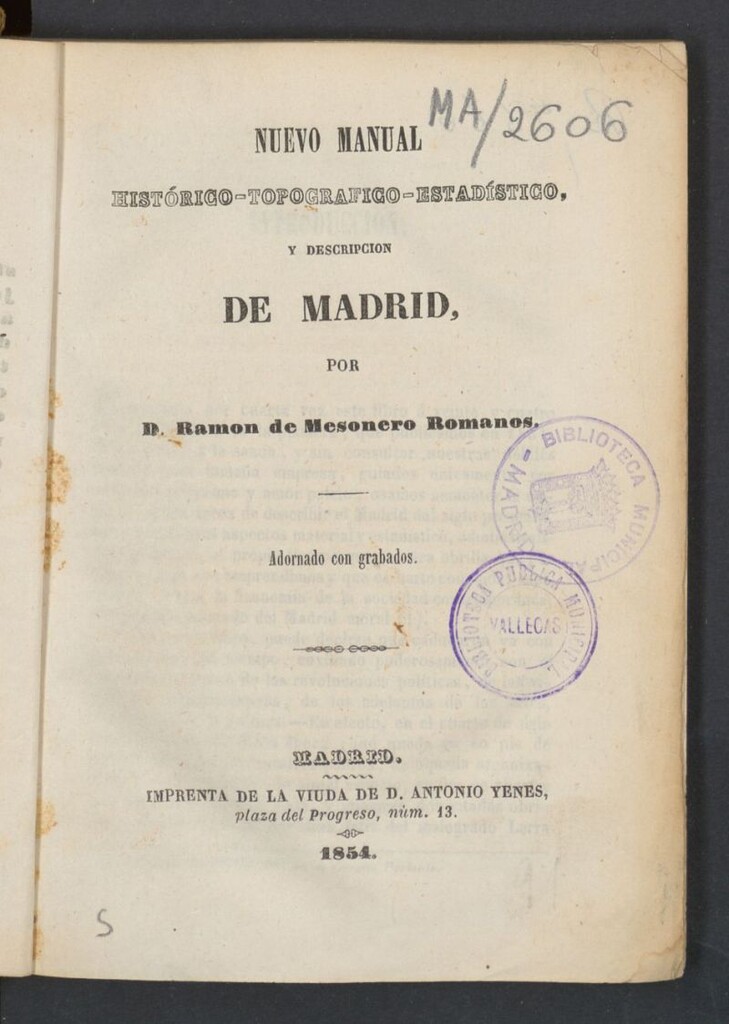 MA/2606
NUEVO MANUAL
HISTÓRICO-TOPOGRAFICO-ESTADÍSTICO,
Y DESCRIPCION
DE MADRID,
POR
D. Ramon de Mesonero Romanos.
BIBLIOTECA MUNICIPAL - MADRID -
Adornado con grabados.
BIBLIOTECA PUBLICA MUNICIPAL
VALLECAS
MADRID.
IMPRENTA DE LA VIUDA DE D. ANTONIO YENES,
plaza del Progreso, núm. 13.
1854.
S